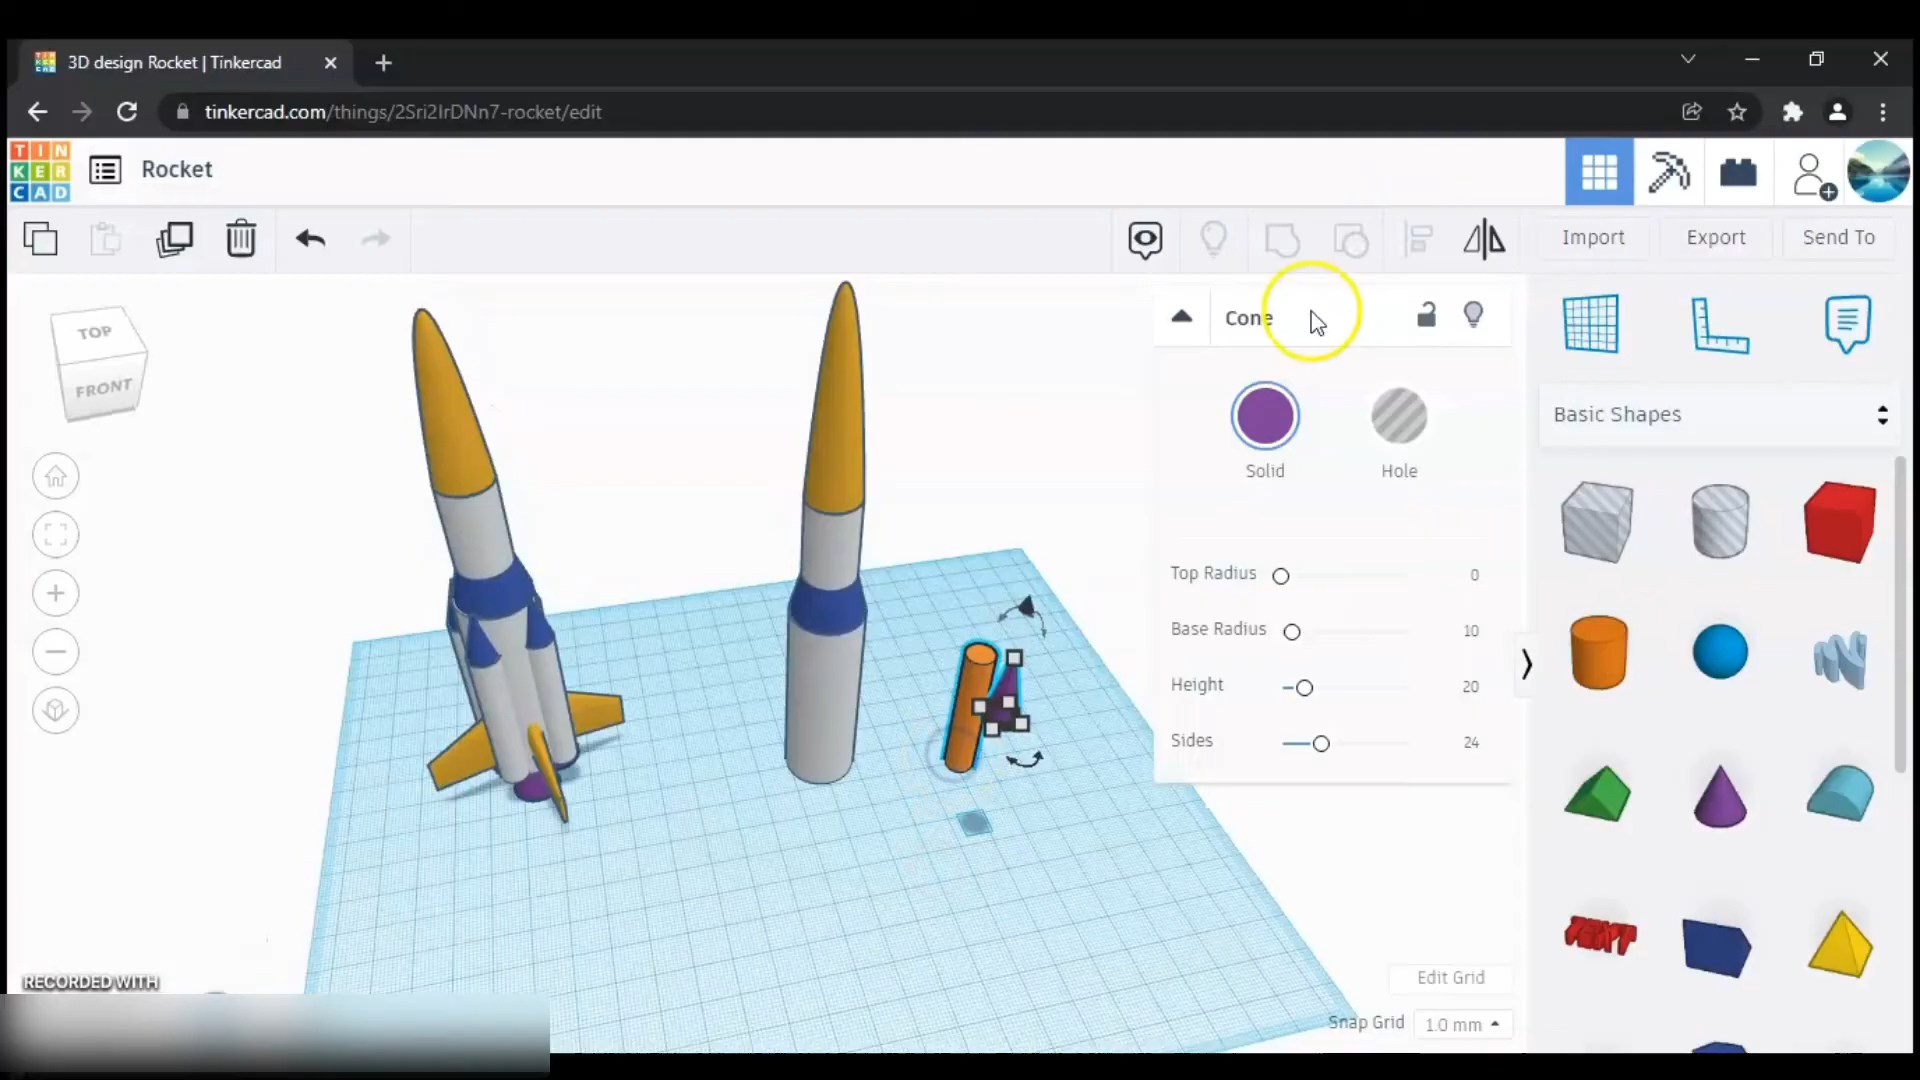 3D design Rocket | Tinkercad
tinkercad.com/things/2Sri2IrDNn7-rocket/edit
TIN
KER
CAD
Rocket
Import
Export
Send To
TOP
FRONT
Cone
Solid
Hole
Top Radius 0
Base Radius 10
Height 20
Sides 24
Basic Shapes
TEXT
Edit Grid
Snap Grid 1.0 mm
RECORDED WITH